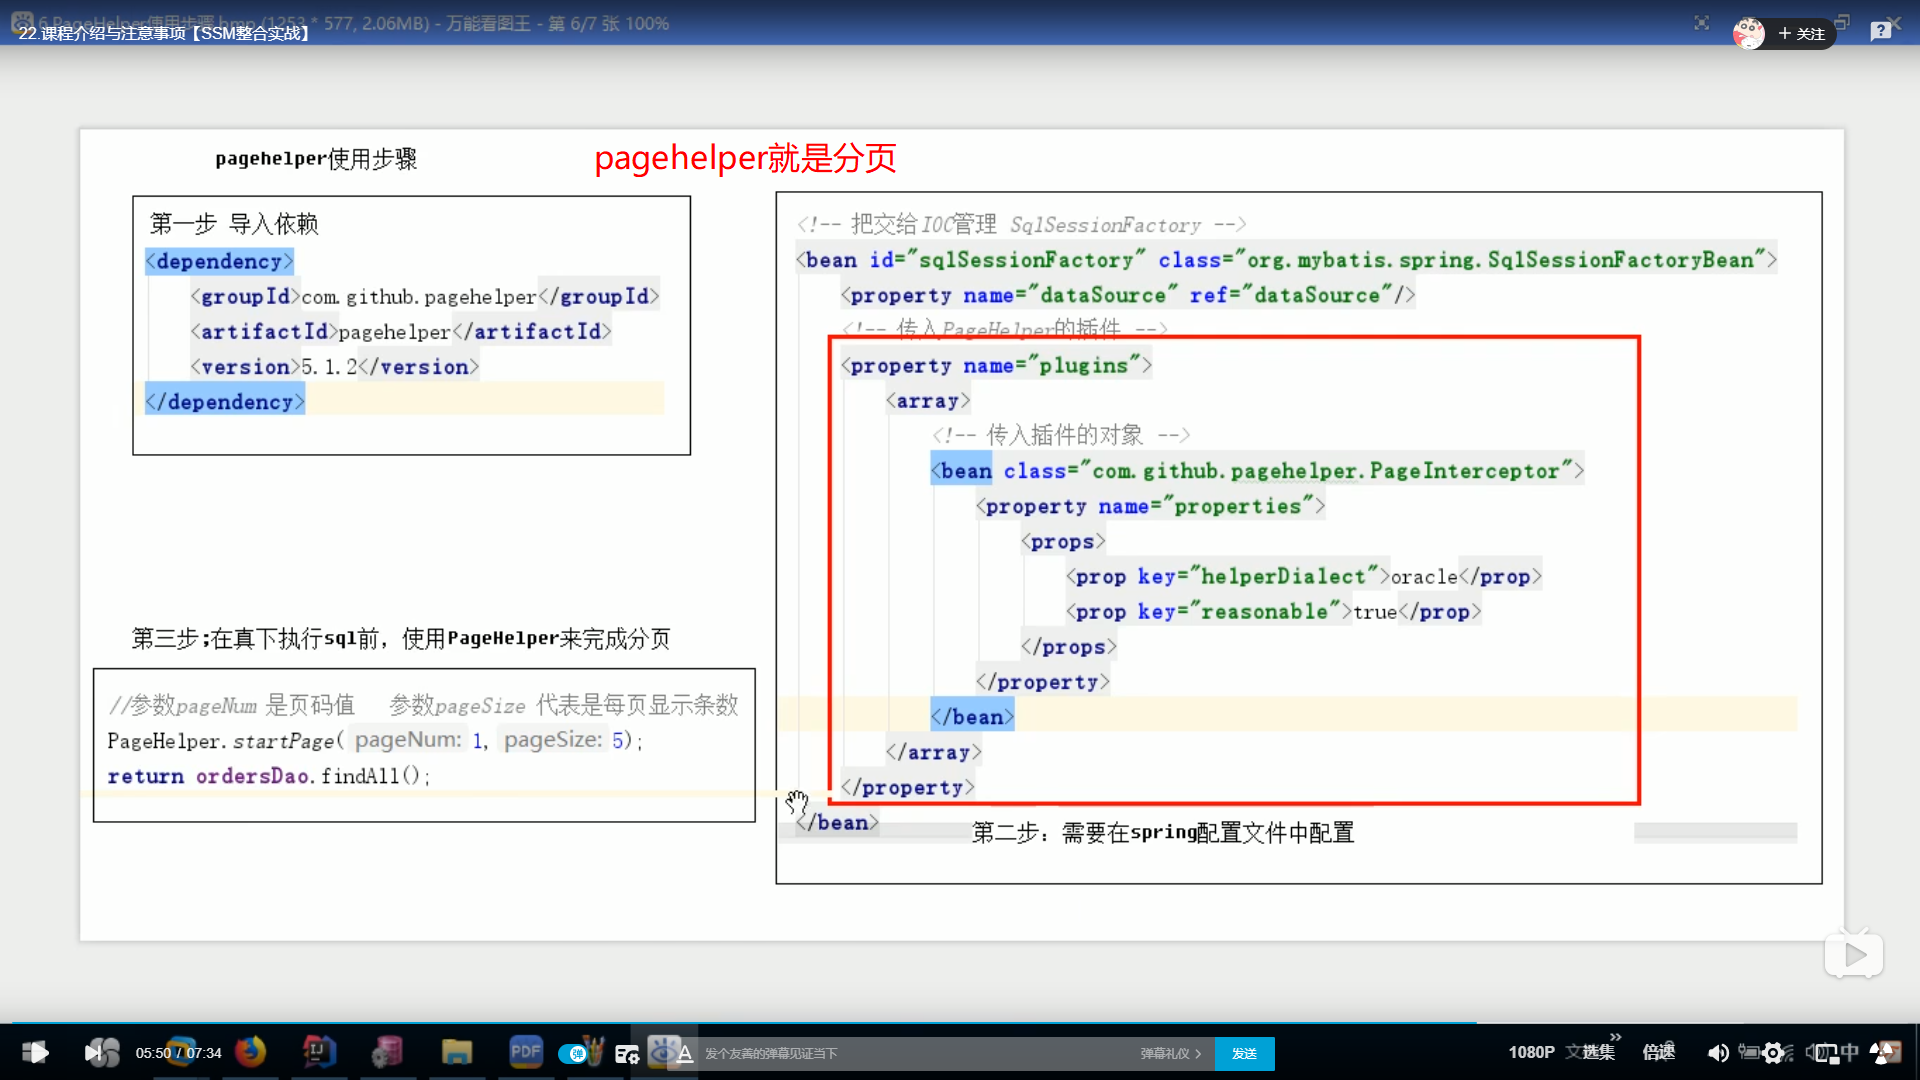 6.PageHelper使用步骤.bmp (1253 * 577, 2.06MB) - 万能看图王 - 第 6/7 张 100%
22.课程介绍与注意事项【SSM整合实战】
+ 关注
pagehelper使用步骤
pagehelper就是分页
第一步 导入依赖
<dependency>
<groupId>com.github.pagehelper</groupId>
<artifactId>pagehelper</artifactId>
<version>5.1.2</version>
</dependency>
<!-- 把交给IOC管理 SqlSessionFactory -->
<bean id="sqlSessionFactory" class="org.mybatis.spring.SqlSessionFactoryBean">
<property name="dataSource" ref="dataSource"/>
<!-- 传入PageHelper的插件 -->
<property name="plugins">
<array>
<!-- 传入插件的对象 -->
<bean class="com.github.pagehelper.PageInterceptor">
<property name="properties">
<props>
<prop key="helperDialect">oracle</prop>
<prop key="reasonable">true</prop>
</props>
</property>
</bean>
</array>
</property>
</bean>
第二步：需要在spring配置文件中配置
第三步;在真下执行sql前，使用PageHelper来完成分页
//参数pageNum 是页码值 参数pageSize 代表是每页显示条数
PageHelper.startPage( pageNum: 1, pageSize: 5);
return ordersDao.findAll();
05:50 / 07:34
PDF
弹
A
发个友善的弹幕见证当下
弹幕礼仪 >
发送
1080P
选集
倍速
中